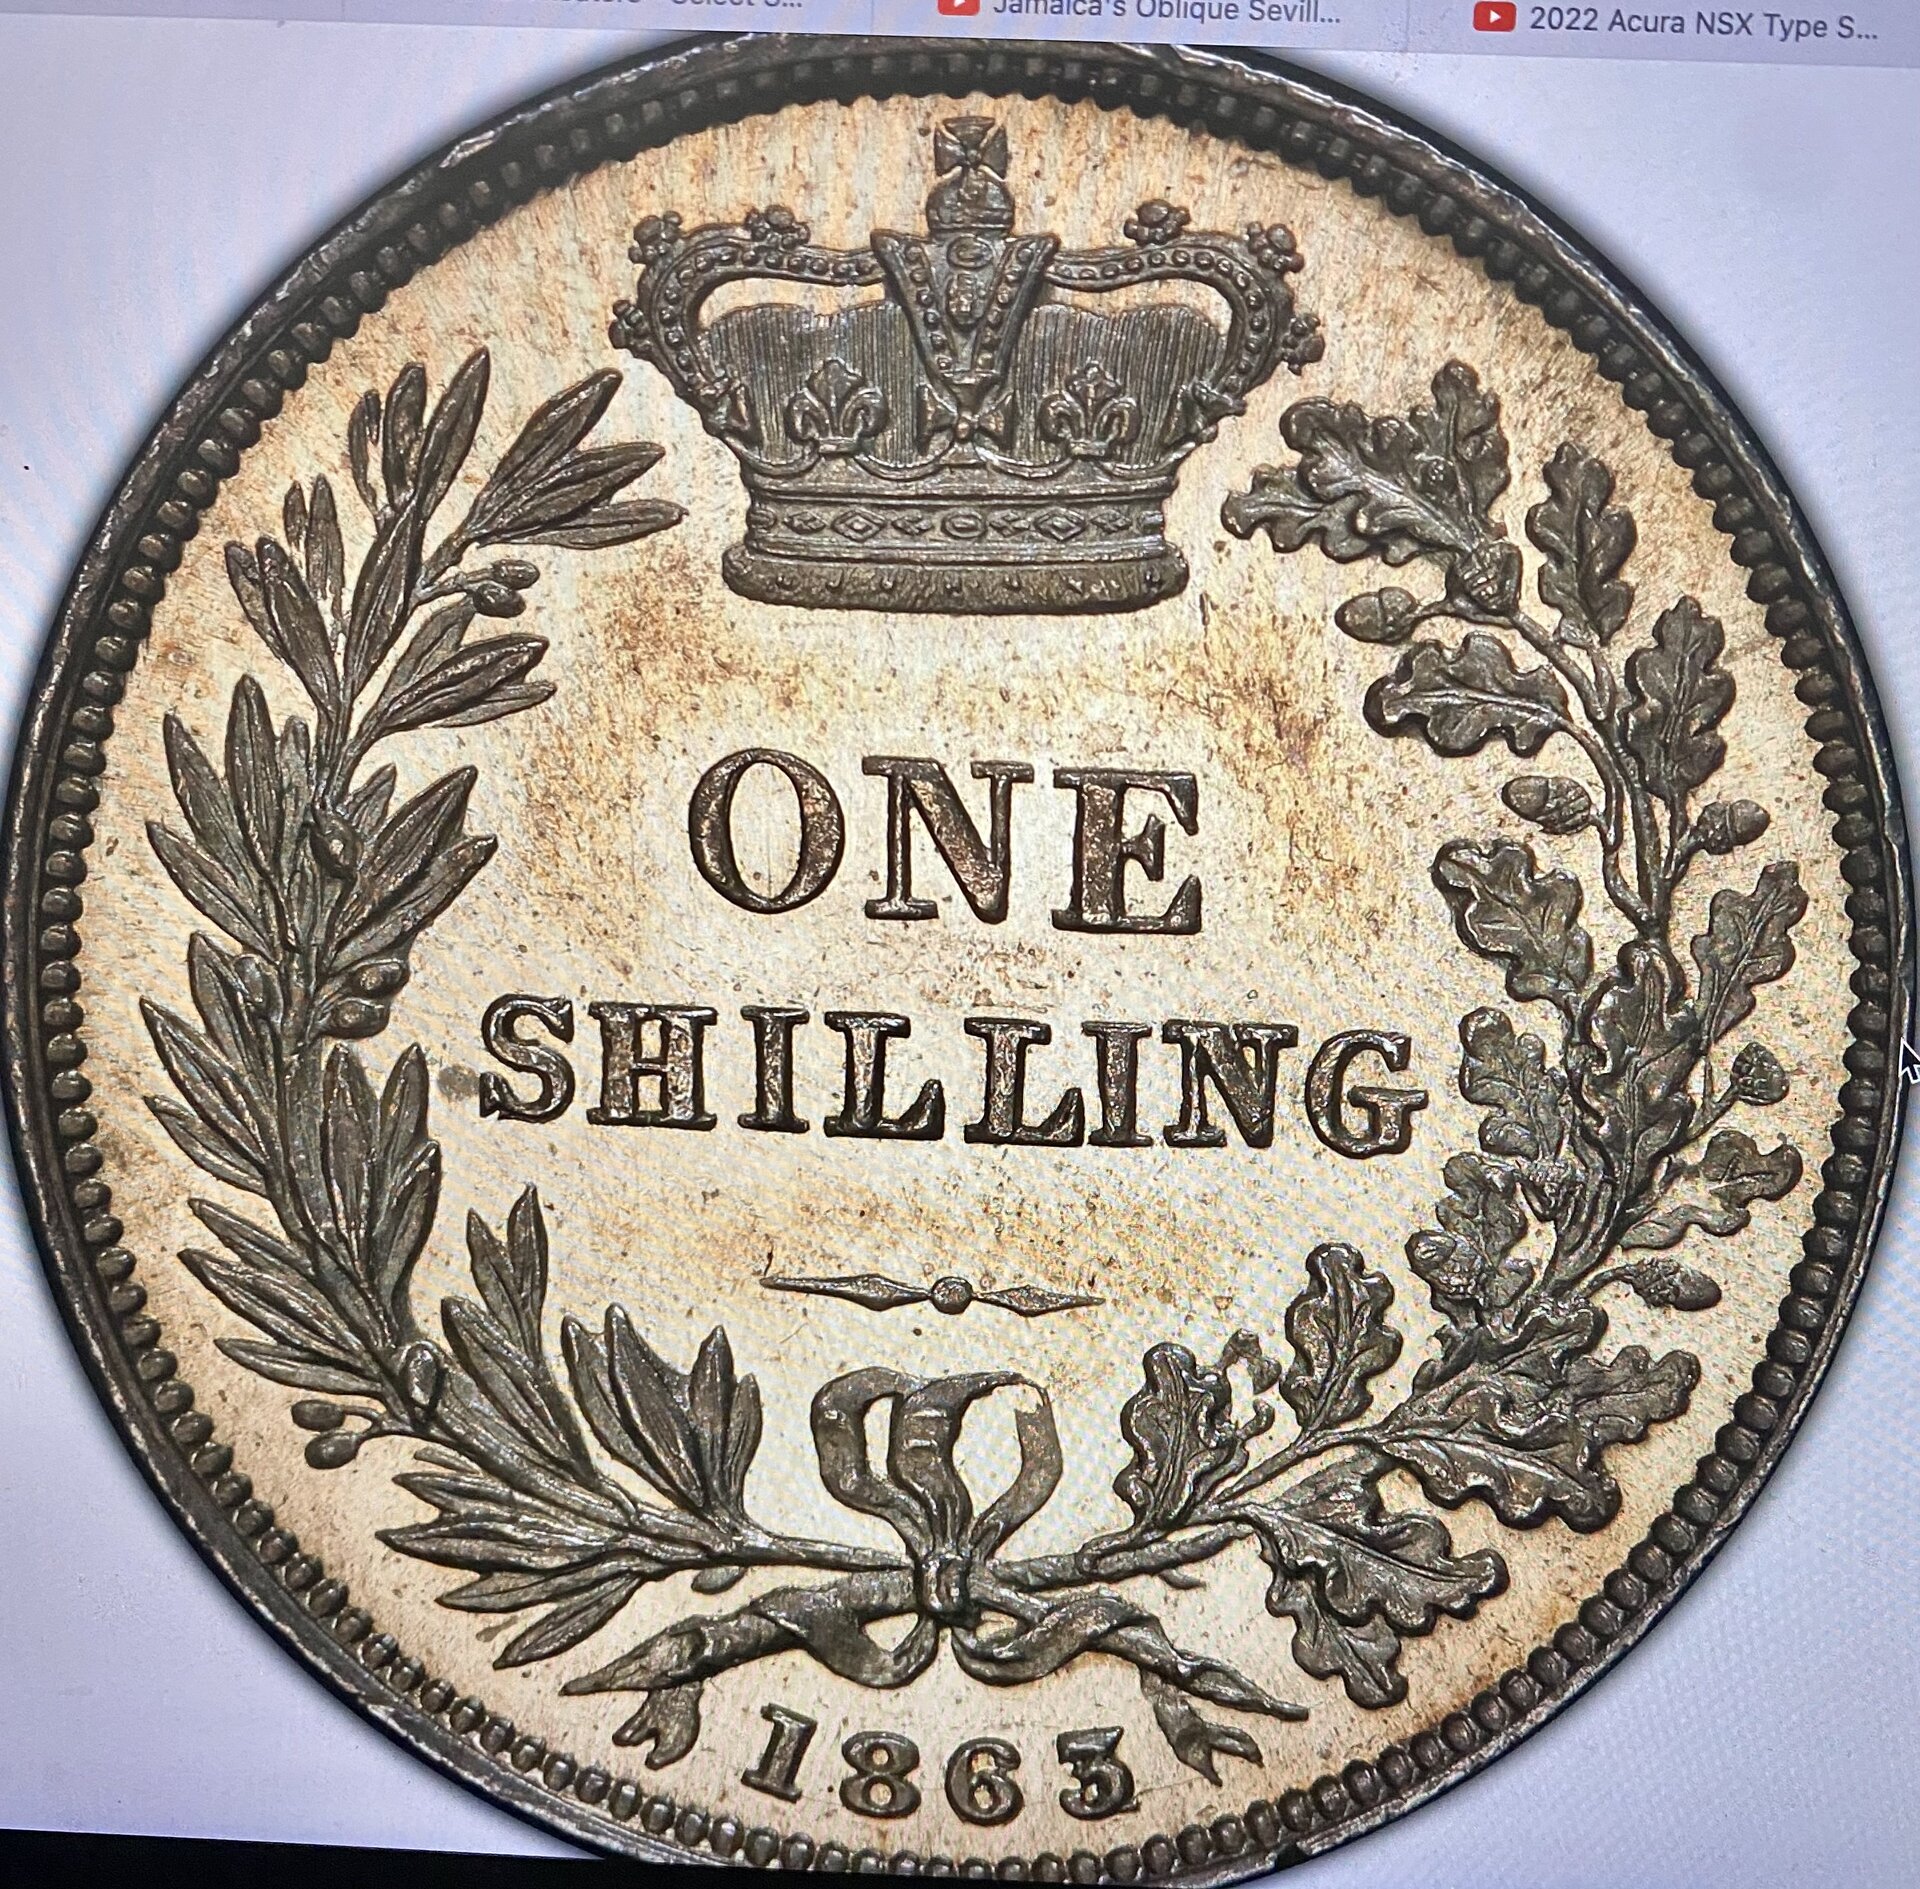 Jamaica's Oblique Sevill...
2022 Acura NSX Type S...
ONE
SHILLING
1863